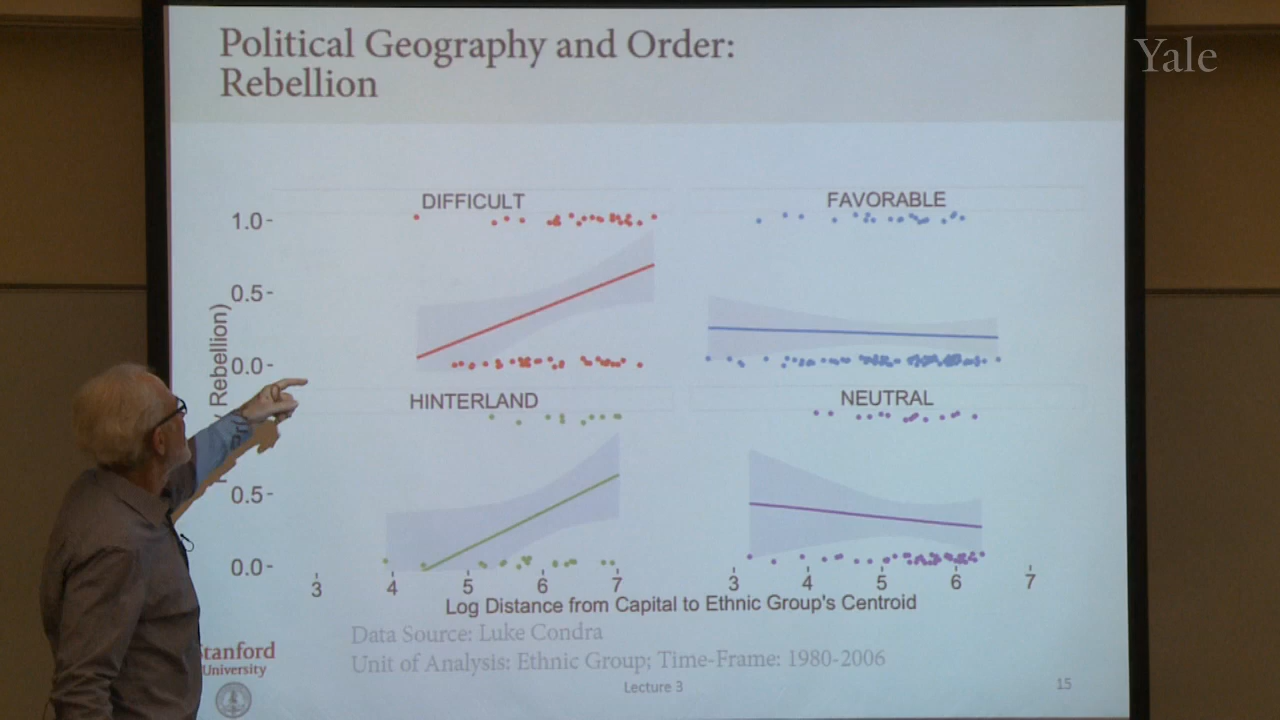 Political Geography and Order:
Rebellion
Yale
DIFFICULT
FAVORABLE
1.0-
0.5-
0.0-
Rebellion)
HINTERLAND
NEUTRAL
0.5-
0.0-
3 4 5 6 7 3 4 5 6 7
Log Distance from Capital to Ethnic Group's Centroid
Data Source: Luke Condra
Unit of Analysis: Ethnic Group; Time-Frame: 1980-2006
Stanford
University
Lecture 3
15